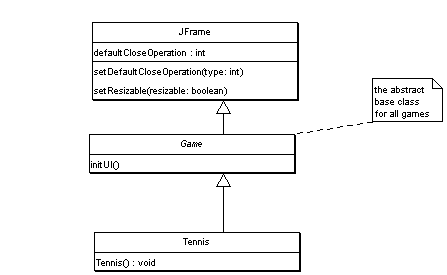 JFrame
defaultCloseOperation : int
setDefaultCloseOperation(type: int)
setResizable(resizable: boolean)
the abstract
base class
for all games
Game
initUI()
Tennis
Tennis() : void